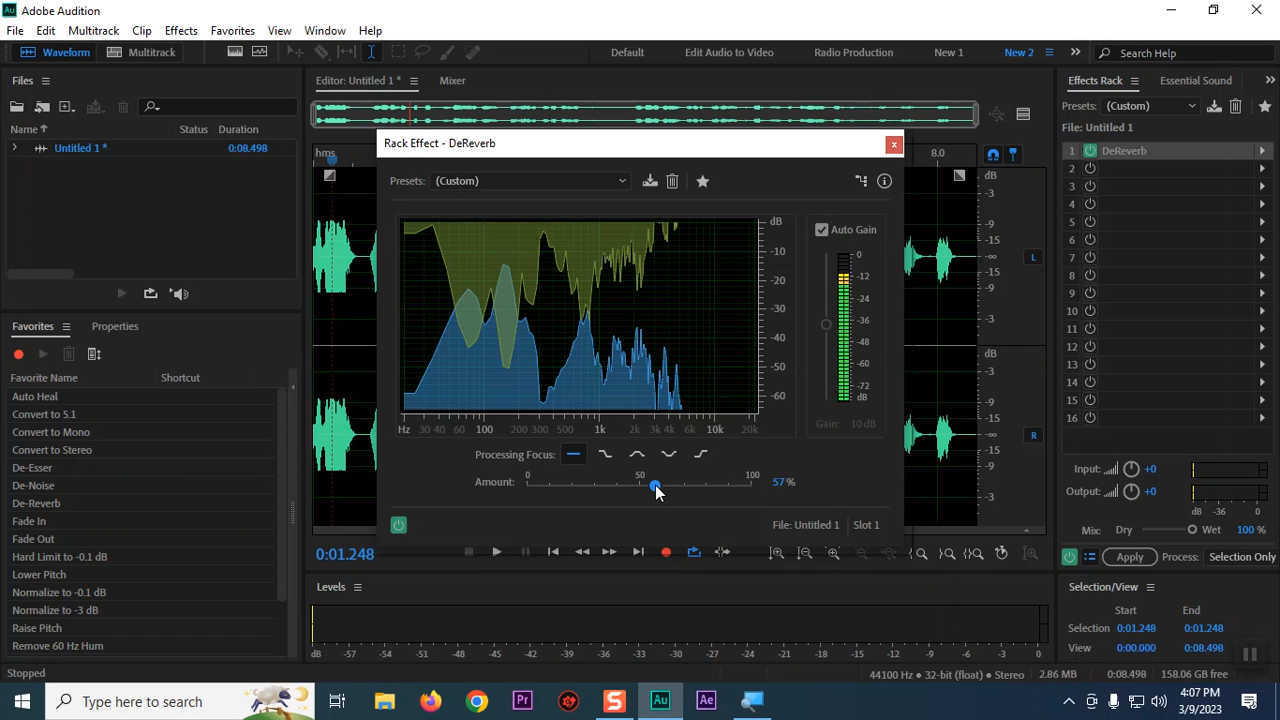 Au Adobe Audition
File Edit Multitrack Clip Effects Favorites View Window Help
Waveform Multitrack Default Edit Audio to Video Radio Production New 1 New 2 Search Help
Files Editor: Untitled 1 * Mixer Effects Rack Essential Sound
Presets: (Custom)
Name Status Duration File: Untitled 1
Untitled 1 * 0:08.498
Rack Effect - DeReverb x
hms 8.0
1 DeReverb
2
3
4
5
6
7
8
9
10
11
12
13
14
15
16
Presets: (Custom)
dB
-10
-20
-30
-40
-50
-60
Hz 30 40 60 100 200 300 500 1k 2k 3k 4k 6k 10k 20k
Auto Gain
0
-12
-24
-36
-48
-60
-72
dB
Gain: 10 dB
Processing Focus:
0 50 100
Amount: 57 %
File: Untitled 1 Slot 1
dB
-3
-9
-15
-∞
-15
-9
-3
L
dB
-3
-9
-15
-∞
-15
-9
-3
R
Favorites Properties
Favorite Name Shortcut
Auto Heal
Convert to 5.1
Convert to Mono
Convert to Stereo
De-Esser
De-Noise
De-Reverb
Fade In
Fade Out
Hard Limit to -0.1 dB
Lower Pitch
Normalize to -0.1 dB
Normalize to -3 dB
Raise Pitch
Remove 60 Hz Hum
0:01.248
Input: +0
Output: +0
dB -36 0
Mix: Dry Wet 100 %
Apply Process: Selection Only
Levels
dB -57 -54 -51 -48 -45 -42 -39 -36 -33 -30 -27 -24 -21 -18 -15 -12 -9 -6 -3 0
Selection/View
Start End
Selection 0:01.248 0:01.248
View 0:00.000 0:08.498
Stopped 44100 Hz • 32-bit (float) • Stereo 2.86 MB 0:08.498 158.06 GB free
Type here to search Pr S Au Ae 4:07 PM
3/9/2023